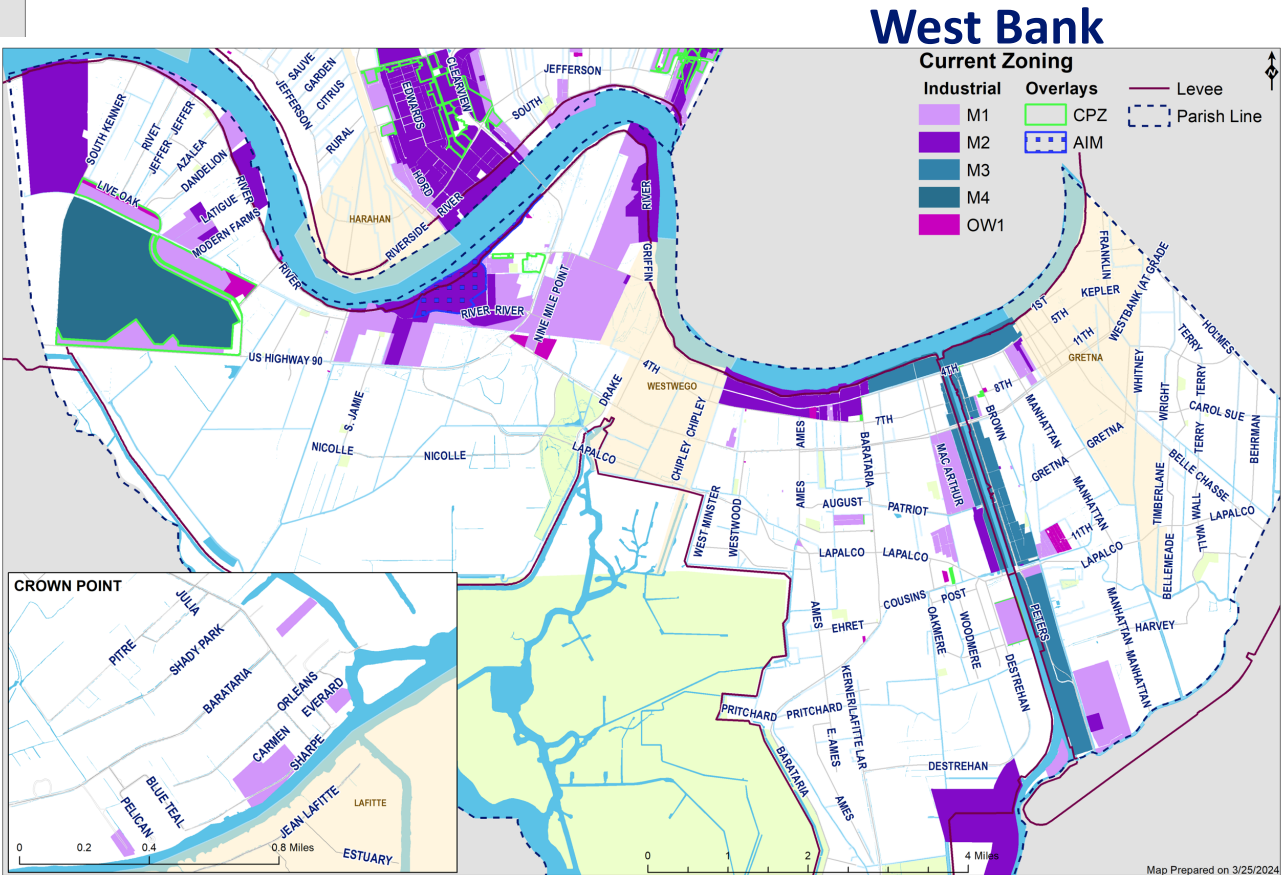 West Bank
Current Zoning
Industrial
Overlays
M1
M2
M3
M4
OW1
CPZ
AIM
Levee
Parish Line
N
SAUVE
GARDEN
JEFFERSON
CITRUS
RURAL
EDWARDS
CLEARVIEW
JEFFERSON
SOUTH
HORD
RIVER
RIVERSIDE
HARAHAN
SOUTH KENNER
RIVET
JEFFER
JEFFER
AZALEA
DANDELION
RIVER
LIVE OAK
LATIGUE
MODERN FARMS
RIVER
RIVER
GRIFFIN
RIVER
RIVER
NINE MILE POINT
US HIGHWAY 90
4TH
WESTWEGO
DRAKE
S. JAMIE
NICOLLE
NICOLLE
LAPALCO
CHIPLEY
CHIPLEY
FRANKLIN
KEPLER
WESTBANK (AT GRADE
1ST
5TH
11TH
GRETNA
TERRY
HOLMES
4TH
8TH
7TH
WHITNEY
WRIGHT
TERRY
CAROL SUE
TERRY
BEHRMAN
AMES
BARATARIA
BROWN
MANHATTAN
GRETNA
GRETNA
MAC ARTHUR
BELLE CHASSE
WEST MINSTER
WESTWOOD
AMES
AUGUST
PATRIOT
MANHATTAN
TIMBERLANE
WALL
WALL
LAPALCO
11TH
LAPALCO
LAPALCO
LAPALCO
BELLEMEADE
COUSINS
POST
AMES
EHRET
OAKMERE
WOODMERE
PETERS
MANHATTAN
HARVEY
MANHATTAN
DESTREHAN
KERNER/LAFITTE LAR
PRITCHARD
PRITCHARD
E. AMES
BARATARIA
AMES
DESTREHAN
CROWN POINT
JULIA
PITRE
SHADY PARK
BARATARIA
ORLEANS
EVERARD
CARMEN
SHARPE
BLUE TEAL
PELICAN
JEAN LAFITTE
LAFITTE
ESTUARY
0 0.2 0.4 0.8 Miles
0 1 2 4 Miles
Map Prepared on 3/25/2024